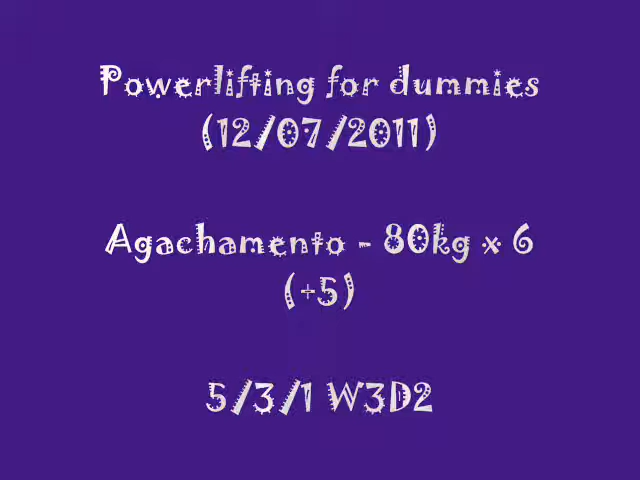 Powerlifting for dummies
(12/07/2011)
Agachamento - 80kg x 6
(+5)
5/3/1 W3D2